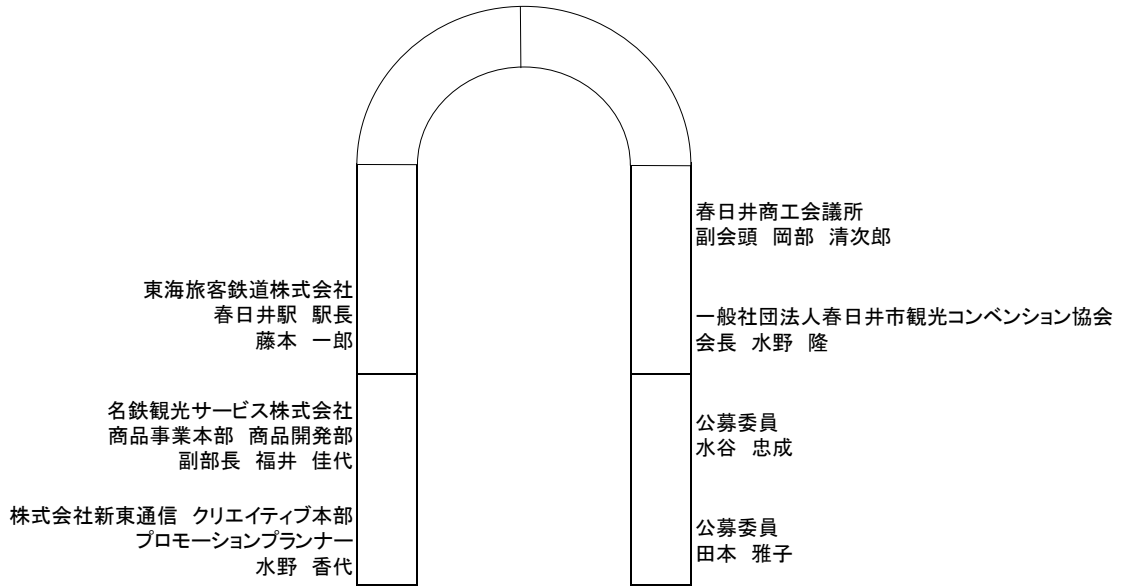 東海旅客鉄道株式会社
春日井駅 駅長
藤本 一郎
名鉄観光サービス株式会社
商品事業本部 商品開発部
副部長 福井 佳代
株式会社新東通信 クリエイティブ本部
プロモーションプランナー
水野 香代
春日井商工会議所
副会頭 岡部 清次郎
一般社団法人春日井市観光コンベンション協会
会長 水野 隆
公募委員
水谷 忠成
公募委員
田本 雅子